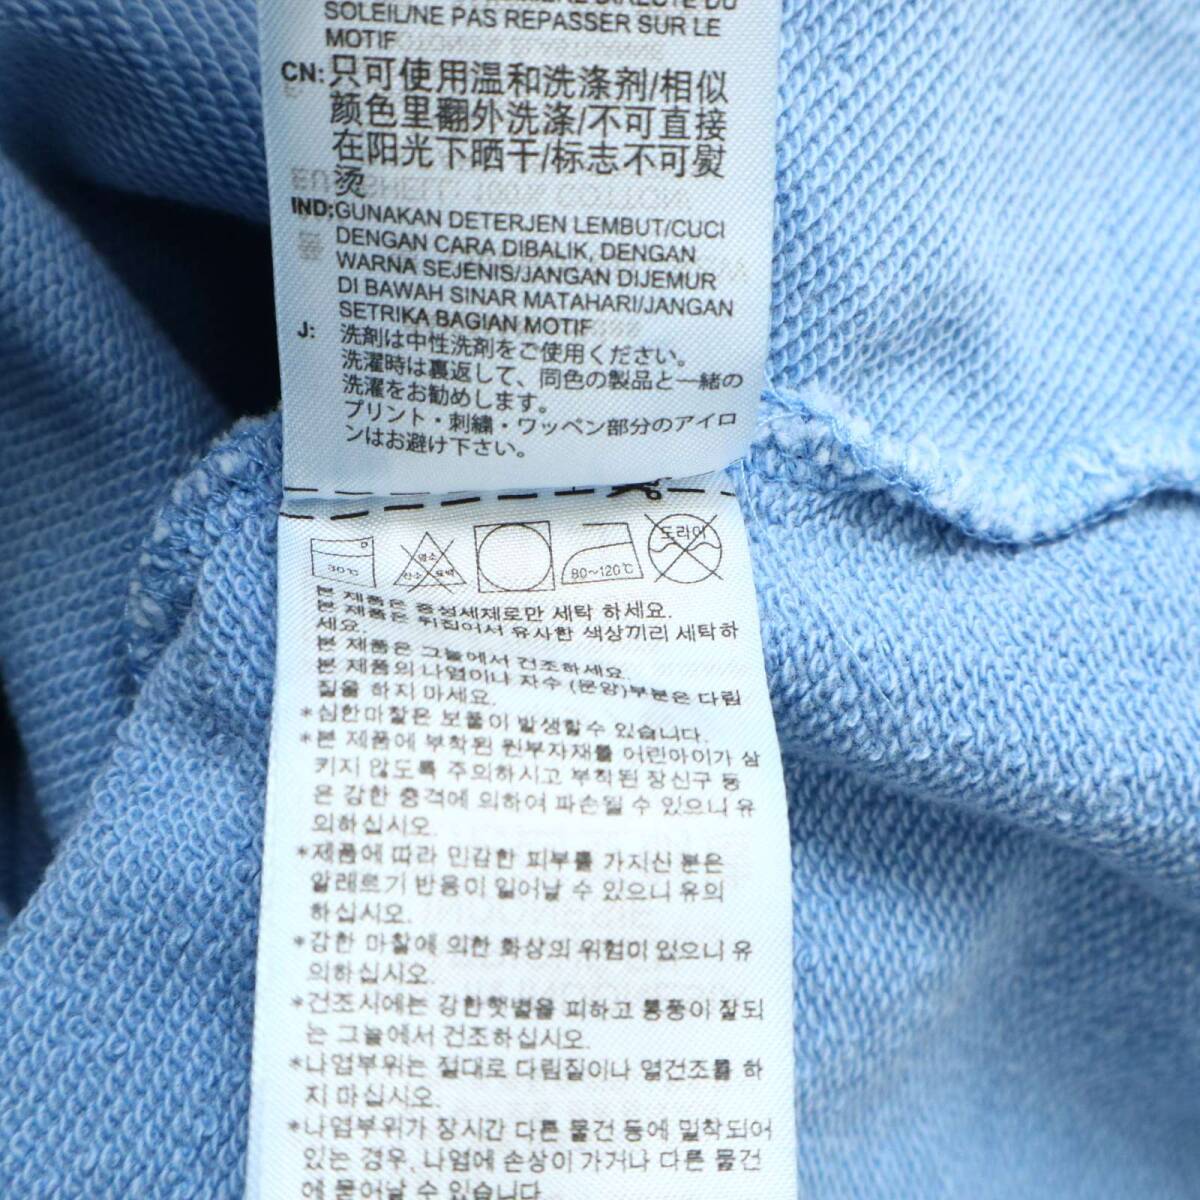 DIRECTE DU
SOLEIL/NE PAS REPASSER SUR LE
MOTIF
CN: 只可使用温和洗涤剂/相似
颜色里翻外洗涤/不可直接
在阳光下晒干/标志不可熨
烫
IND:GUNAKAN DETERJEN LEMBUT/CUCI
DENGAN CARA DIBALIK, DENGAN
WARNA SEJENIS/JANGAN DIJEMUR
DI BAWAH SINAR MATAHARI/JANGAN
SETRIKA BAGIAN MOTIF
J: 洗剤は中性洗剤をご使用ください。
洗濯時は裏返して、同色の製品と一緒の
洗濯をお勧めします。
プリント・刺繍・ワッペン部分のアイロ
ンはお避け下さい。
30℃ 염소 산소 표백 80~120℃ 드라이
본 제품은 중성세제로만 세탁 하세요.
본 제품은 뒤집어서 유사한 색상끼리 세탁하
세요.
본 제품은 그늘에서 건조하세요.
본 제품의 나염이나 자수 (문양)부분은 다림
질을 하지 마세요.
*심한마찰은 보풀이 발생할수 있습니다.
*본 제품에 부착된 원부자재를 어린아이가 삼
키지 않도록 주의하시고 부착된 장신구 등
은 강한 충격에 의하여 파손될 수 있으니 유
의하십시오.
*제품에 따라 민감한 피부를 가지신 분은
알레르기 반응이 일어날 수 있으니 유의
하십시오.
*강한 마찰에 의한 화상의 위험이 있으니 유
의하십시오.
*건조시에는 강한햇볕을 피하고 통풍이 잘되
는 그늘에서 건조하십시오.
*나염부위는 절대로 다림질이나 열건조를 하
지 마십시오.
*나염부위가 장시간 다른 물건 등에 밀착되어
있는 경우, 나염에 손상이 가거나 다른 물건
에 묻어날 수 있습니다.